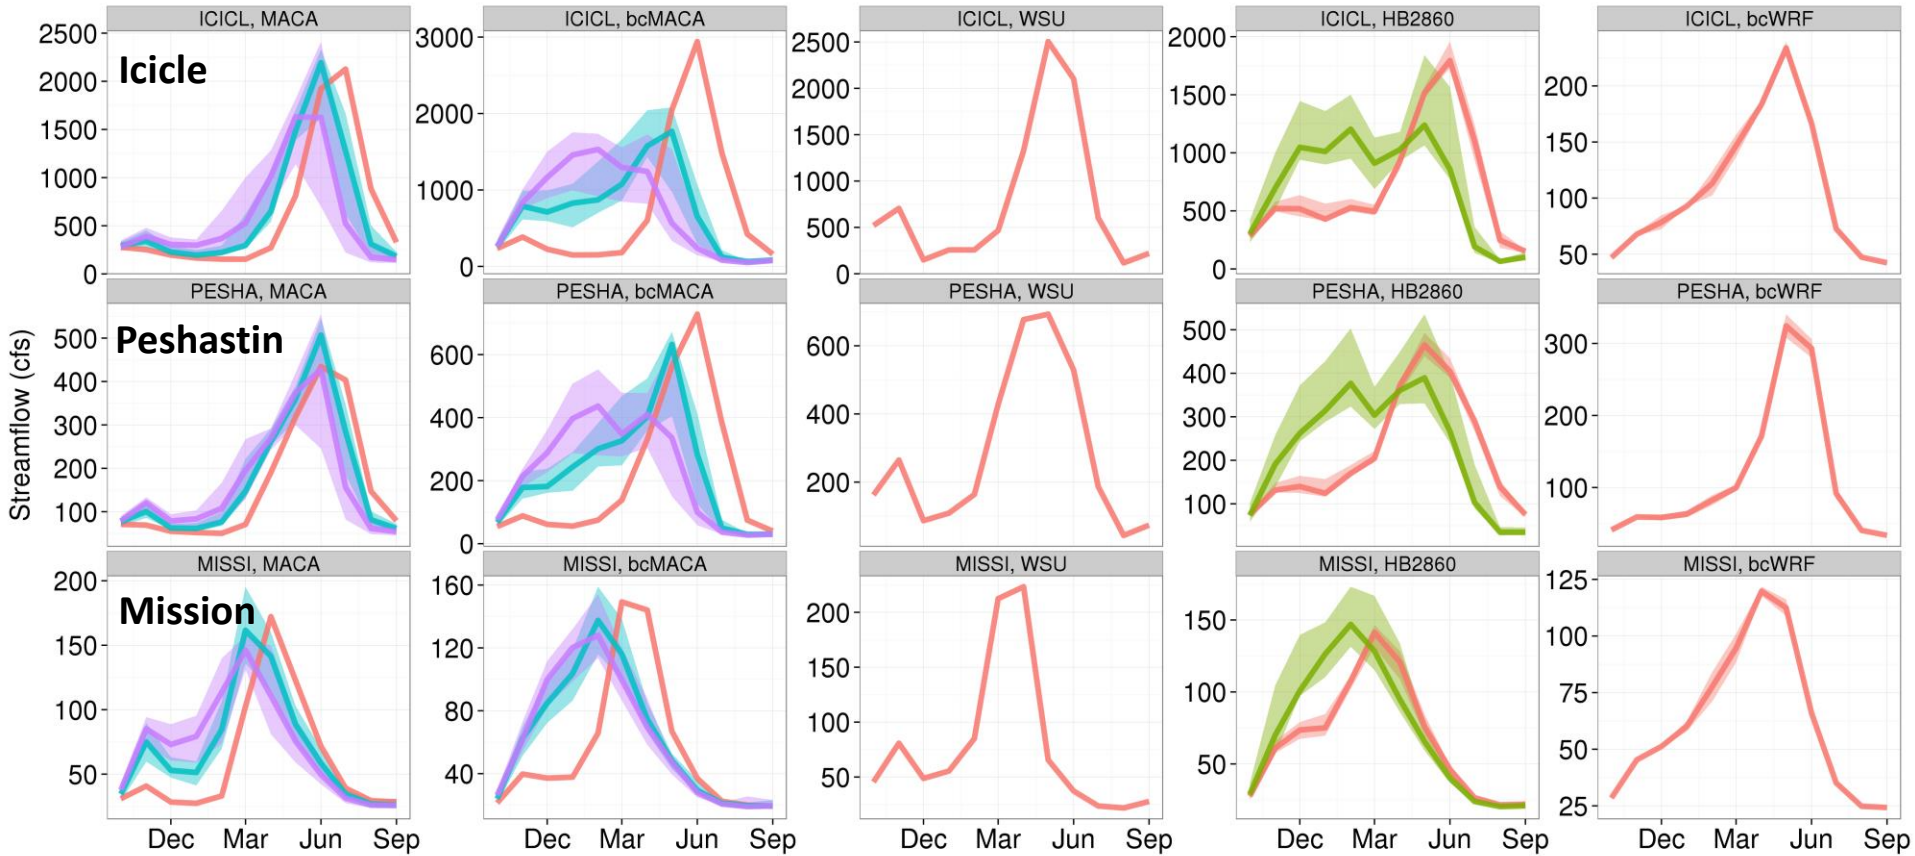 ICICL, MACA
ICICL, bcMACA
ICICL, WSU
ICICL, HB2860
ICICL, bcWRF
Icicle
2500
2000
1500
1000
500
0
3000
2000
1000
0
2500
2000
1500
1000
500
0
2000
1500
1000
500
0
200
150
100
50
PESHA, MACA
PESHA, bcMACA
PESHA, WSU
PESHA, HB2860
PESHA, bcWRF
Peshastin
Streamflow (cfs)
500
400
300
200
100
600
400
200
0
600
400
200
500
400
300
200
100
300
200
100
MISSI, MACA
MISSI, bcMACA
MISSI, WSU
MISSI, HB2860
MISSI, bcWRF
Mission
200
150
100
50
160
120
80
40
200
150
100
50
150
100
50
125
100
75
50
25
Dec Mar Jun Sep
Dec Mar Jun Sep
Dec Mar Jun Sep
Dec Mar Jun Sep
Dec Mar Jun Sep